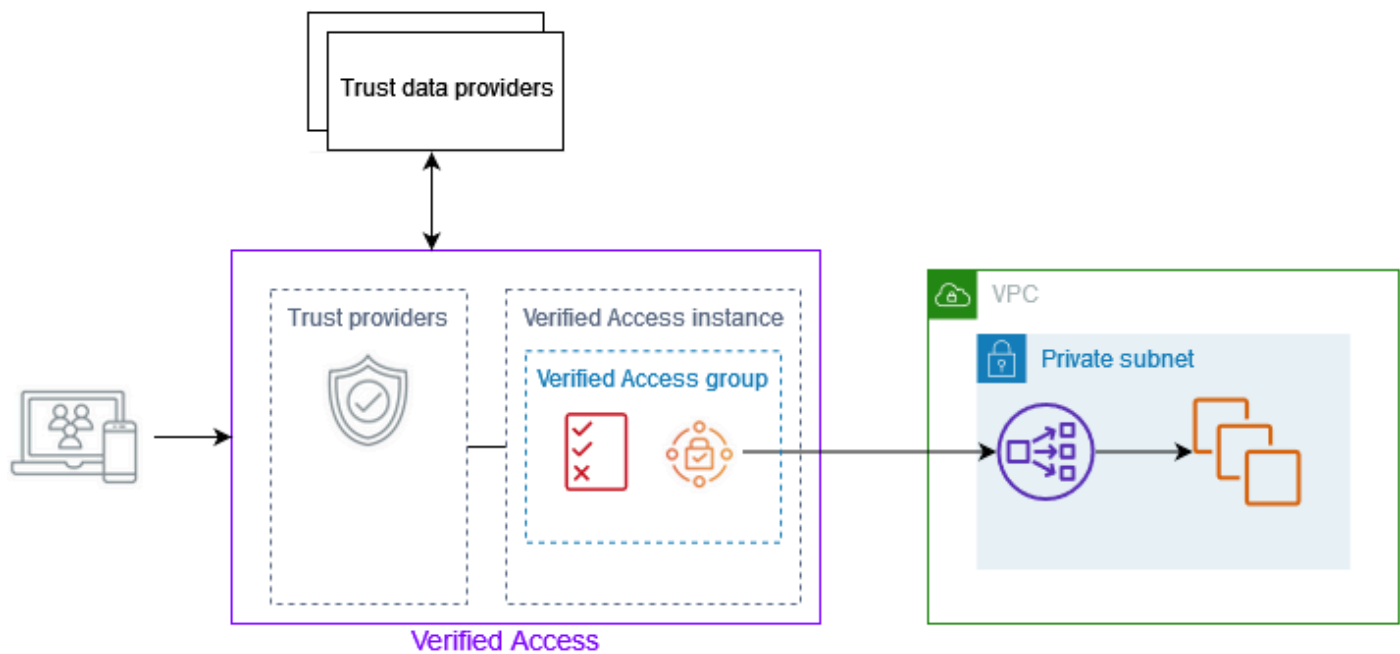 Trust data providers
Trust providers
Verified Access instance
Verified Access group
VPC
Private subnet
Verified Access